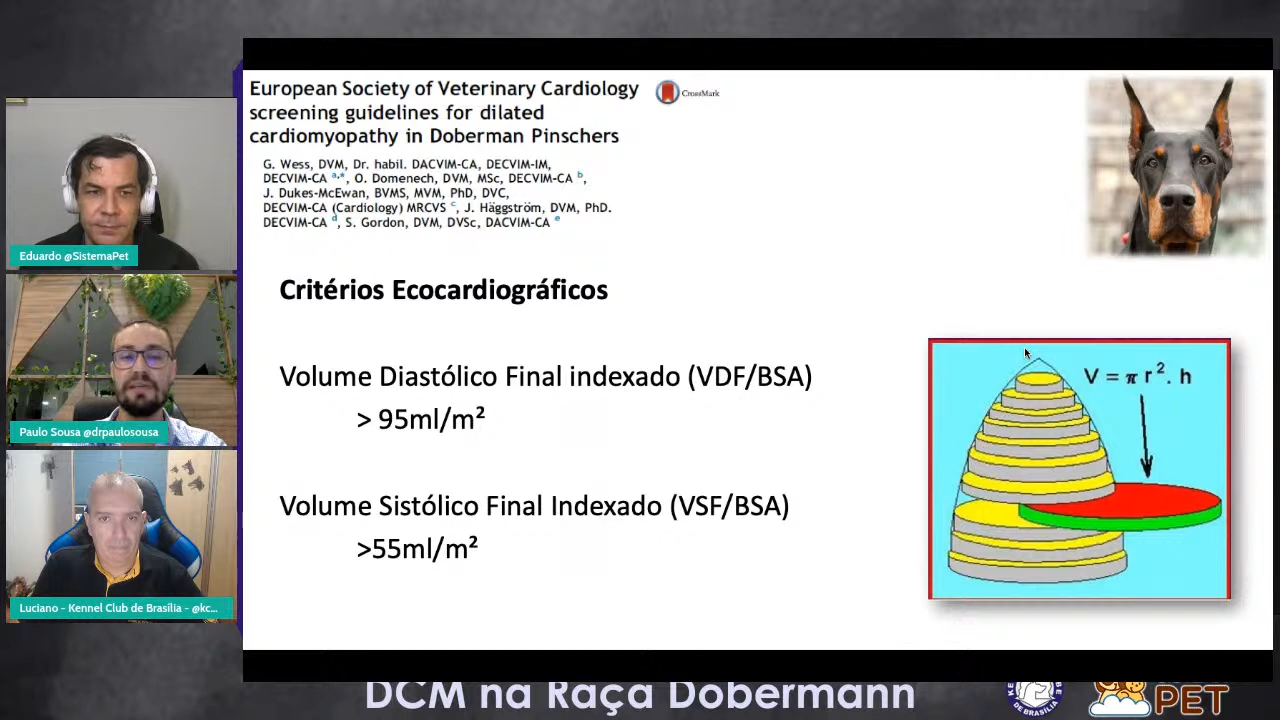 European Society of Veterinary Cardiology
screening guidelines for dilated
cardiomyopathy in Doberman Pinschers
CrossMark
G. Wess, DVM, Dr. habil. DACVIM-CA, DECVIM-IM,
DECVIM-CA a,*, O. Domenech, DVM, MSc, DECVIM-CA b,
J. Dukes-McEwan, BVMS, MVM, PhD, DVC,
DECVIM-CA (Cardiology) MRCVS c, J. Häggström, DVM, PhD.
DECVIM-CA d, S. Gordon, DVM, DVSc, DACVIM-CA e
Critérios Ecocardiográficos
Volume Diastólico Final indexado (VDF/BSA)
> 95ml/m²
Volume Sistólico Final Indexado (VSF/BSA)
>55ml/m²
V = π r². h
Eduardo @SistemaPet
Paulo Sousa @drpaulosousa
Luciano - Kennel Club de Brasília - @kc...
DCM na Raça Dobermann
DE BRASÍLIA
PET